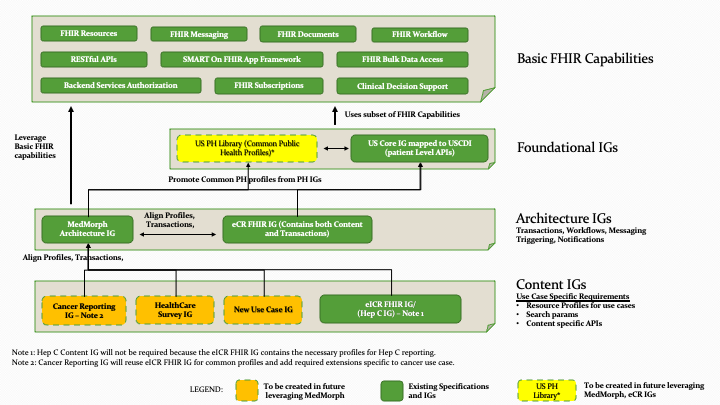 FHIR Resources
FHIR Messaging
FHIR Documents
FHIR Workflow
RESTful APIs
SMART On FHIR App Framework
FHIR Bulk Data Access
Backend Services Authorization
FHIR Subscriptions
Clinical Decision Support
Basic FHIR Capabilities
Leverage
Basic FHIR
capabilities
Uses subset of FHIR Capabilities
US PH Library (Common Public
Health Profiles)*
US Core IG mapped to USCDI
(patient Level APIs)
Foundational IGs
Promote Common PH profiles from PH IGs
MedMorph
Architecture IG
Align Profiles,
Transactions,
eCR FHIR IG (Contains both Content
and Transactions)
Architecture IGs
Transactions, Workflows, Messaging
Triggering, Notifications
Align Profiles, Transactions,
Cancer Reporting
IG – Note 2
HealthCare
Survey IG
New Use Case IG
eICR FHIR IG/
(Hep C IG) – Note 1
Content IGs
Use Case Specific Requirements
• Resource Profiles for use cases
• Search params
• Content specific APIs
Note 1: Hep C Content IG will not be required because the eICR FHIR IG contains the necessary profiles for Hep C reporting.
Note 2: Cancer Reporting IG will reuse eICR FHIR IG for common profiles and add required extensions specific to cancer use case.
LEGEND:
To be created in future
leveraging MedMorph
Existing Specifications
and IGs
US PH
Library*
To be created in future leveraging
MedMorph, eCR IGs